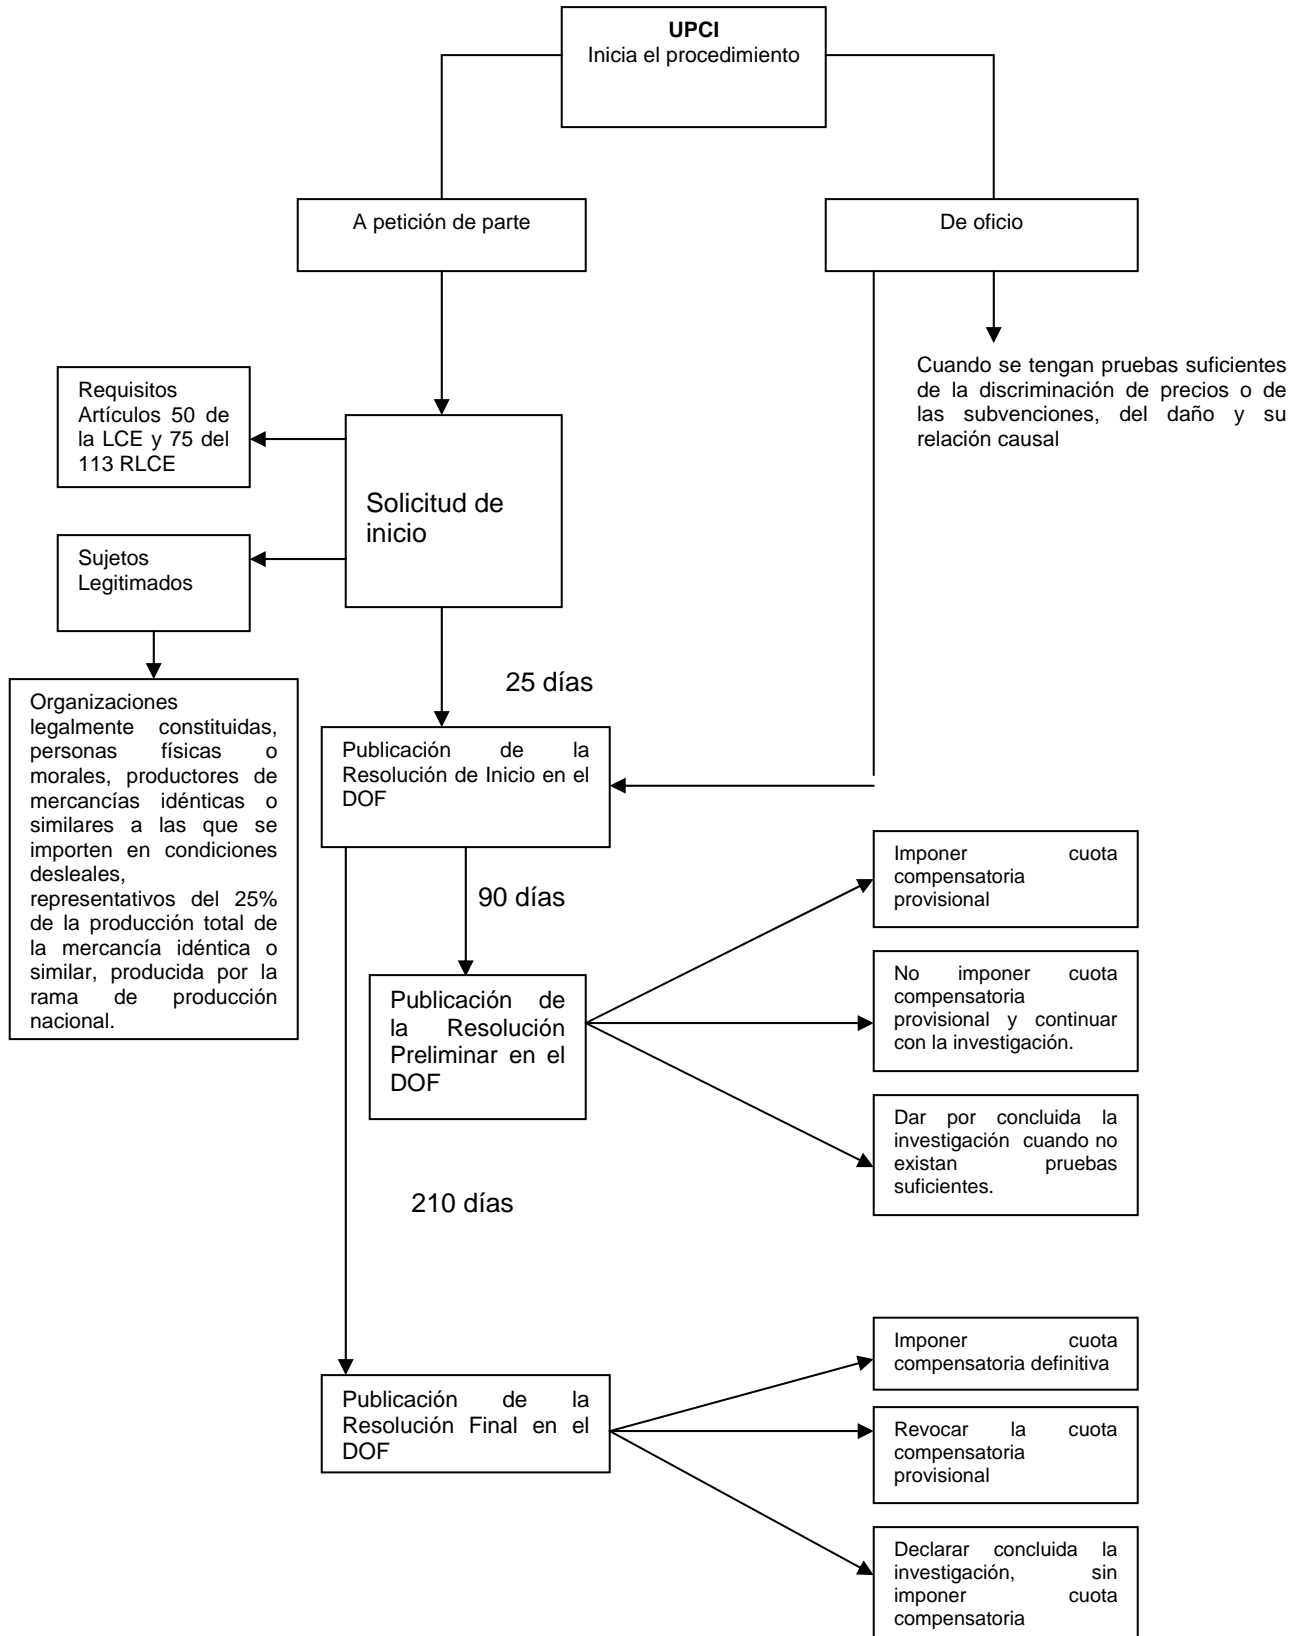 UPCI
Inicia el procedimiento
A petición de parte
De oficio
Cuando se tengan pruebas suficientes
de la discriminación de precios o de
las subvenciones, del daño y su
relación causal
Requisitos
Artículos 50 de
la LCE y 75 del
113 RLCE
Solicitud de
inicio
Sujetos
Legitimados
Organizaciones
legalmente constituidas,
personas físicas o
morales, productores de
mercancías idénticas o
similares a las que se
importen en condiciones
desleales,
representativos del 25%
de la producción total de
la mercancía idéntica o
similar, producida por la
rama de producción
nacional.
25 días
Publicación de la
Resolución de Inicio en el
DOF
90 días
Publicación de
la Resolución
Preliminar en el
DOF
Imponer cuota
compensatoria
provisional
No imponer cuota
compensatoria
provisional y continuar
con la investigación.
Dar por concluida la
investigación cuando no
existan pruebas
suficientes.
210 días
Publicación de la
Resolución Final en el
DOF
Imponer cuota
compensatoria definitiva
Revocar la cuota
compensatoria
provisional
Declarar concluida la
investigación, sin
imponer cuota
compensatoria